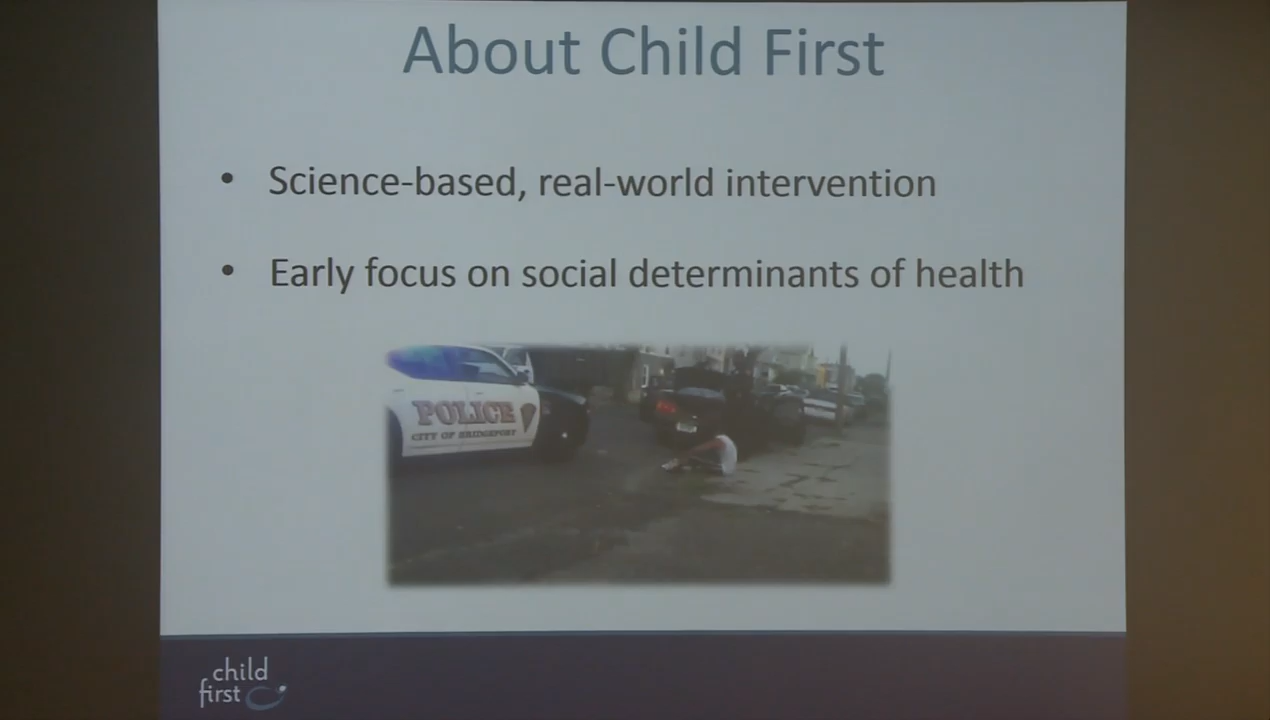 About Child First
• Science-based, real-world intervention
• Early focus on social determinants of health
POLICE
CITY OF BRIDGEPORT
child
first